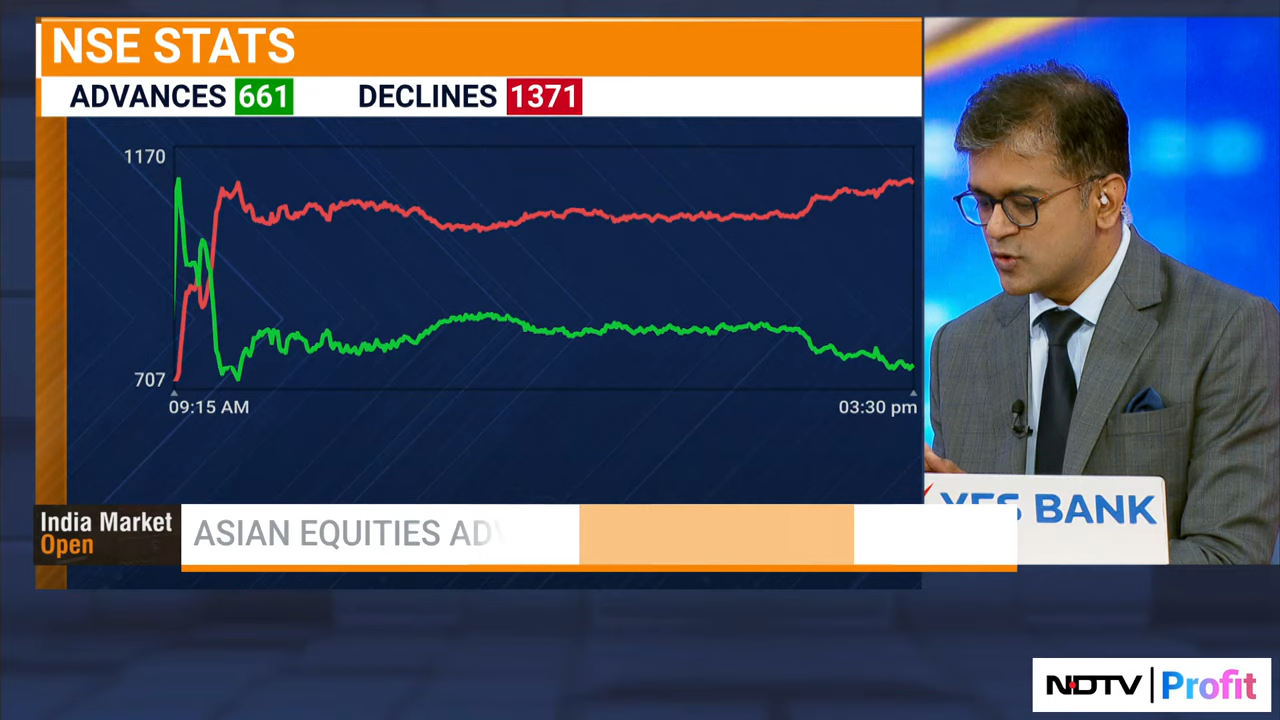 NSE STATS
ADVANCES 661 DECLINES 1371
1170
707
09:15 AM 03:30 pm
India Market
Open
ASIAN EQUITIES
YES BANK
NDTV Profit